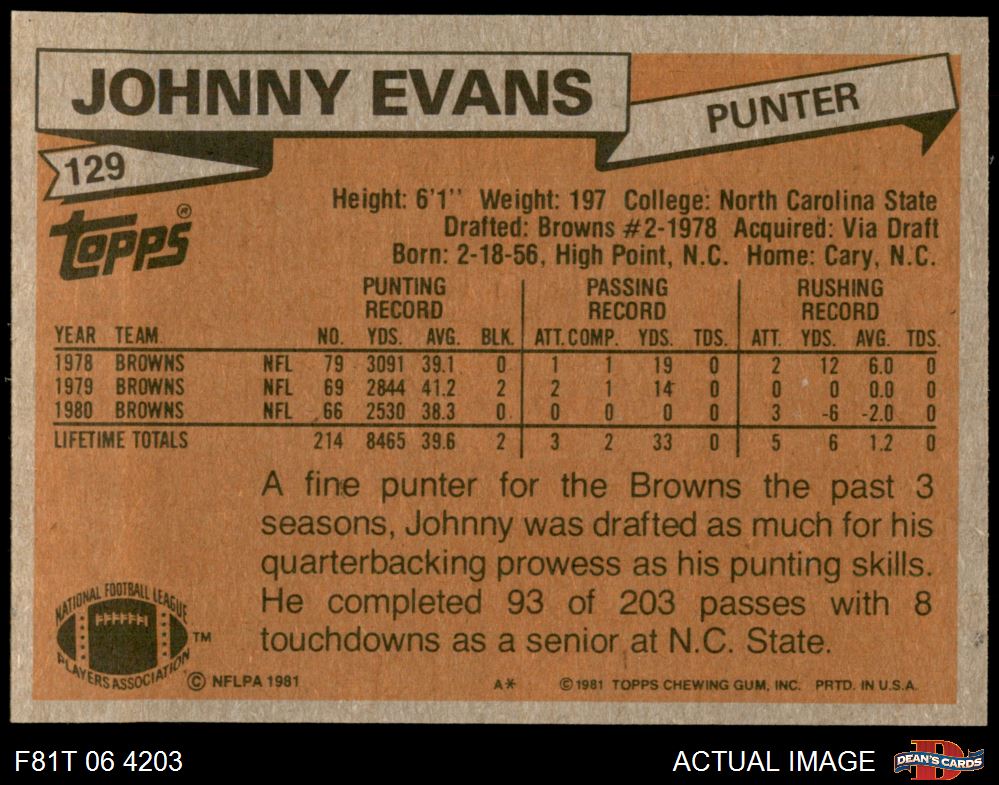 JOHNNY EVANS
PUNTER
129
Topps®
Height: 6'1'' Weight: 197 College: North Carolina State
Drafted: Browns #2-1978 Acquired: Via Draft
Born: 2-18-56, High Point, N.C. Home: Cary, N.C.
PUNTING RECORD PASSING RECORD RUSHING RECORD
YEAR TEAM NO. YDS. AVG. BLK. ATT. COMP. YDS. TDS. ATT. YDS. AVG. TDS.
1978 BROWNS NFL 79 3091 39.1 0 1 1 19 0 2 12 6.0 0
1979 BROWNS NFL 69 2844 41.2 2 2 1 14 0 0 0 0.0 0
1980 BROWNS NFL 66 2530 38.3 0 0 0 0 0 3 -6 -2.0 0
LIFETIME TOTALS 214 8465 39.6 2 3 2 33 0 5 6 1.2 0
A fine punter for the Browns the past 3
seasons, Johnny was drafted as much for his
quarterbacking prowess as his punting skills.
He completed 93 of 203 passes with 8
touchdowns as a senior at N.C. State.
NATIONAL FOOTBALL LEAGUE
PLAYERS ASSOCIATION
™
© NFLPA 1981
A* © 1981 TOPPS CHEWING GUM, INC. PRTD. IN U.S.A.
F81T 06 4203
ACTUAL IMAGE
D
DEAN'S CARDS